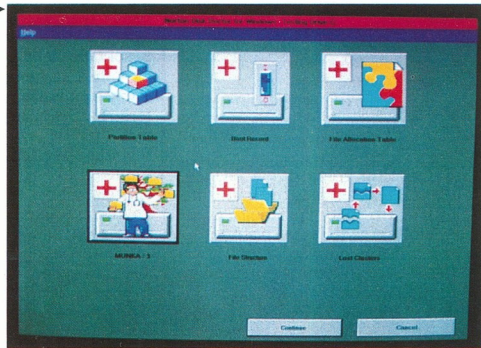 Help
Partition Table
Boot Record
File Allocation Table
File Structure
Lost Clusters
Continue
Cancel